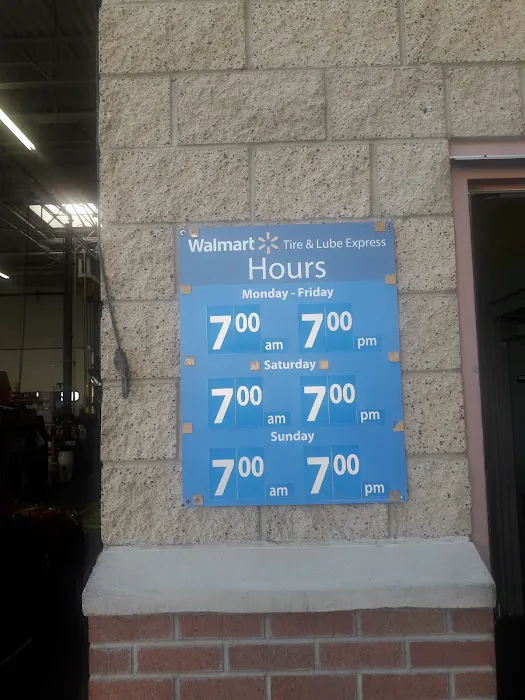 Walmart Tire & Lube Express
Hours
Monday - Friday
7 00 am 7 00 pm
Saturday
7 00 am 7 00 pm
Sunday
7 00 am 7 00 pm